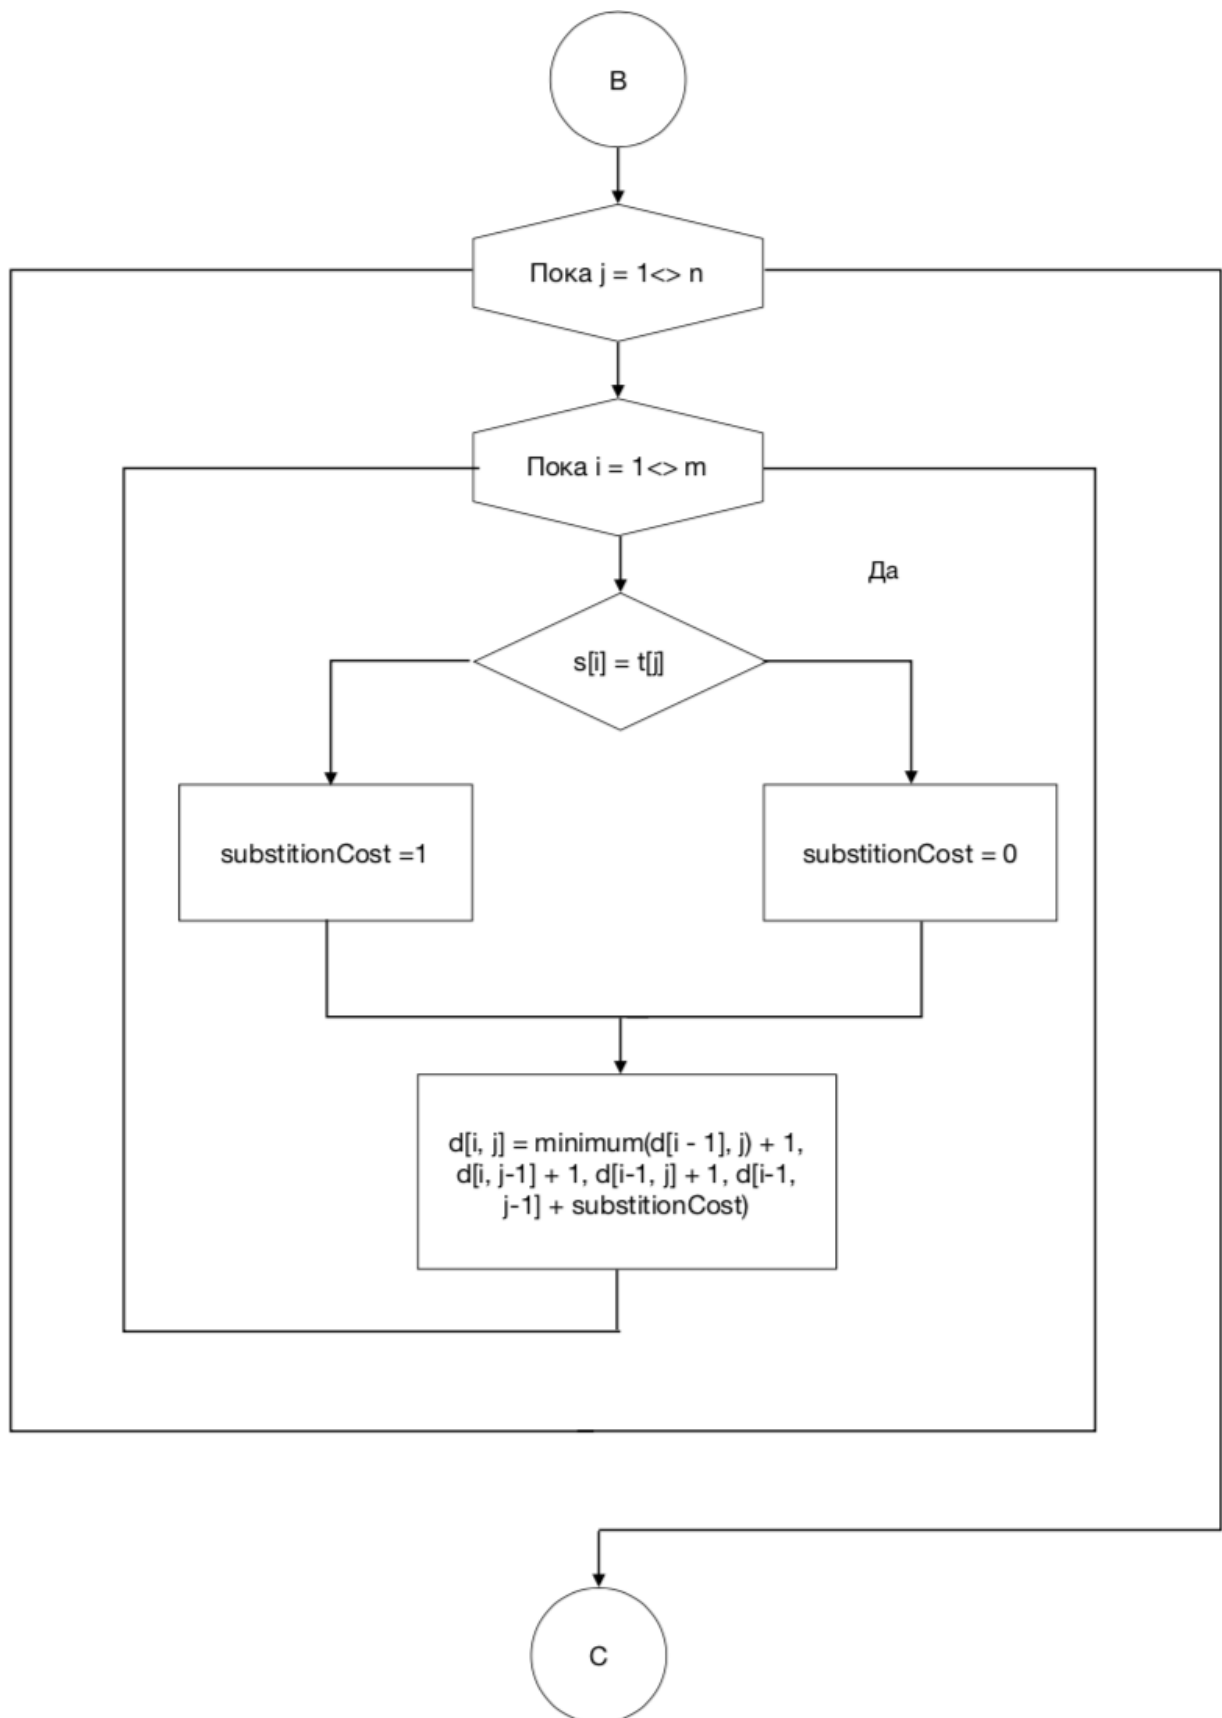 B
Пока j = 1<> n
Пока i = 1<> m
Да
s[i] = t[j]
substitionCost =1
substitionCost = 0
d[i, j] = minimum(d[i - 1], j) + 1,
d[i, j-1] + 1, d[i-1, j] + 1, d[i-1,
j-1] + substitionCost)
C